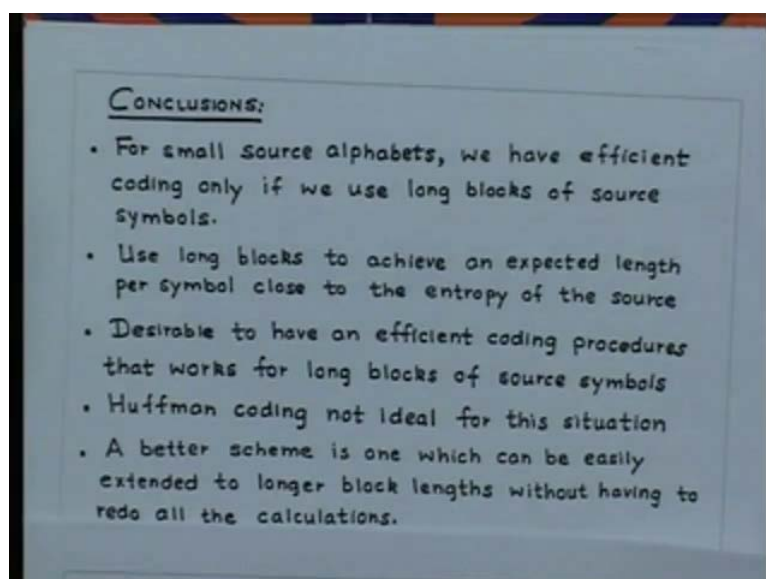 CONCLUSIONS:
• For small source alphabets, we have efficient
coding only if we use long blocks of source
symbols.
• Use long blocks to achieve an expected length
per symbol close to the entropy of the source
• Desirable to have an efficient coding procedures
that works for long blocks of source symbols
• Huffman coding not ideal for this situation
• A better scheme is one which can be easily
extended to longer block lengths without having to
redo all the calculations.